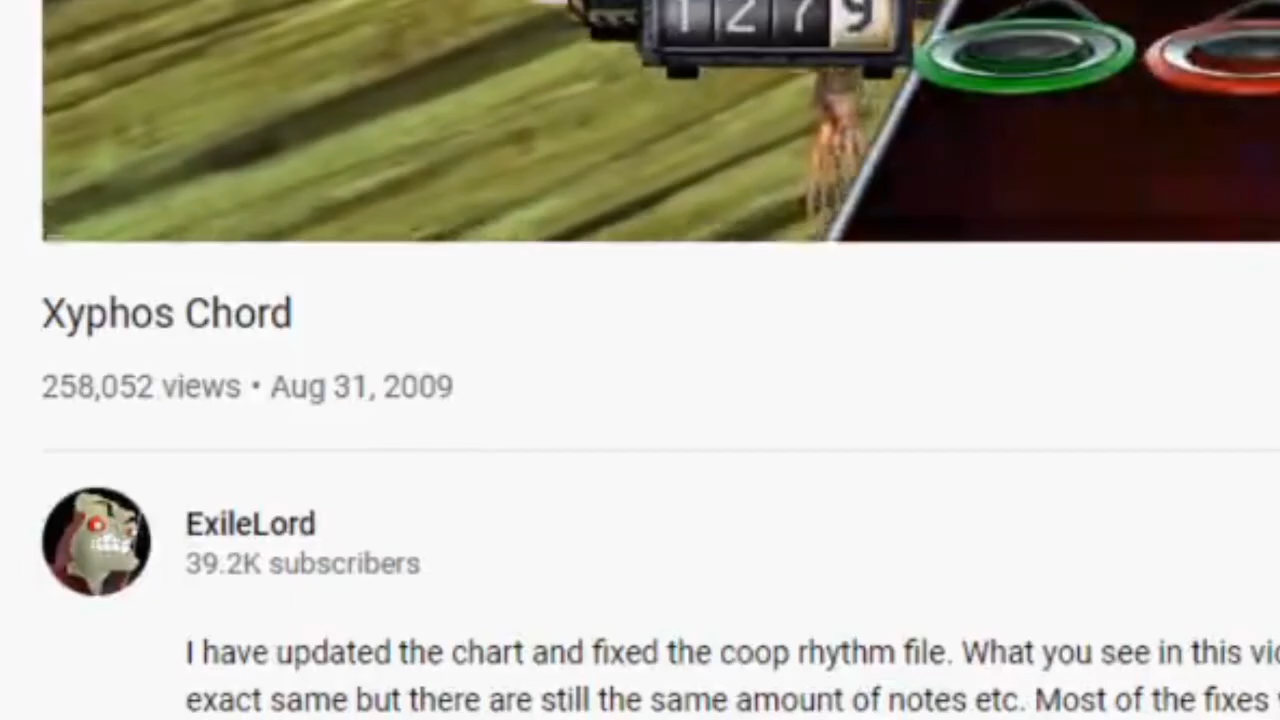 1279
Xyphos Chord
258,052 views • Aug 31, 2009
ExileLord
39.2K subscribers
I have updated the chart and fixed the coop rhythm file. What you see in this
exact same but there are still the same amount of notes etc. Most of the fixes